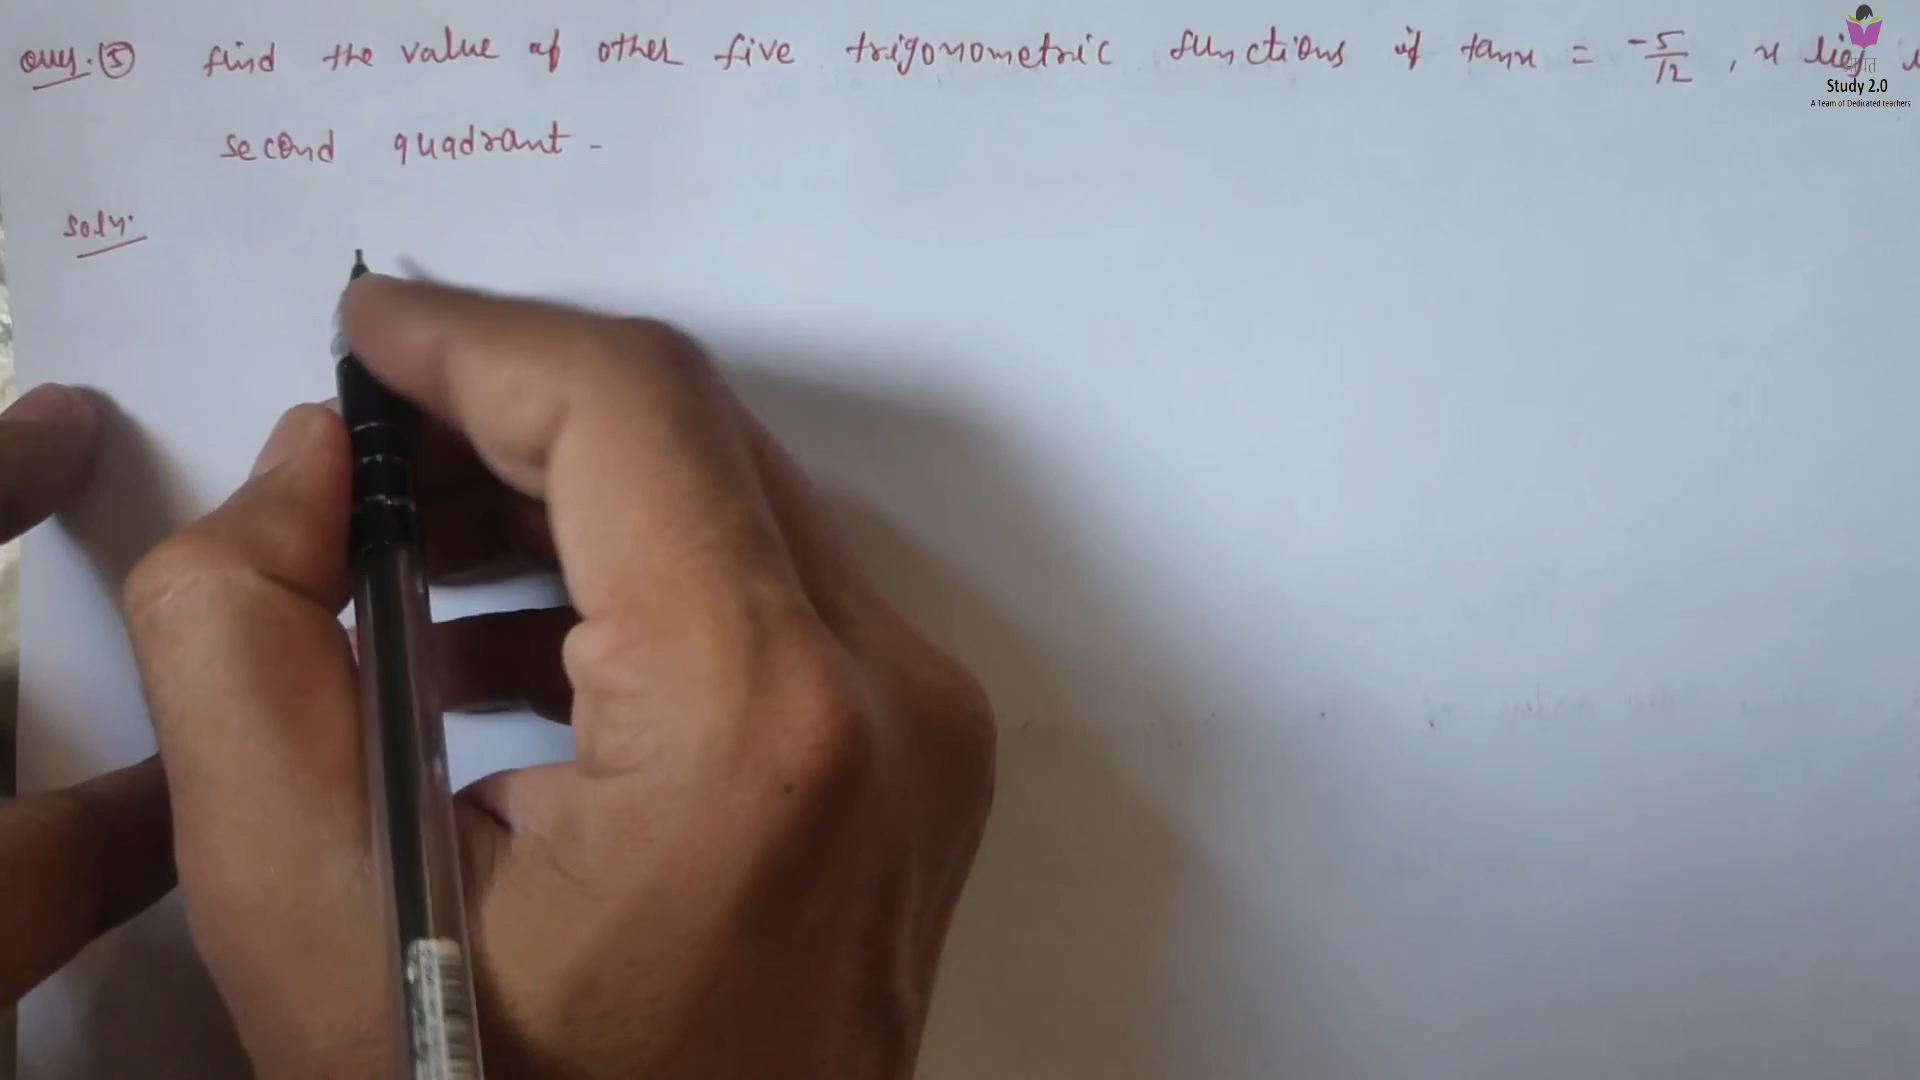 Ques. (5) find the value of other five trigonometric functions if tanx = -5/12, x lies
second quadrant -
Soln.
Study 2.0
A Team of Dedicated teachers